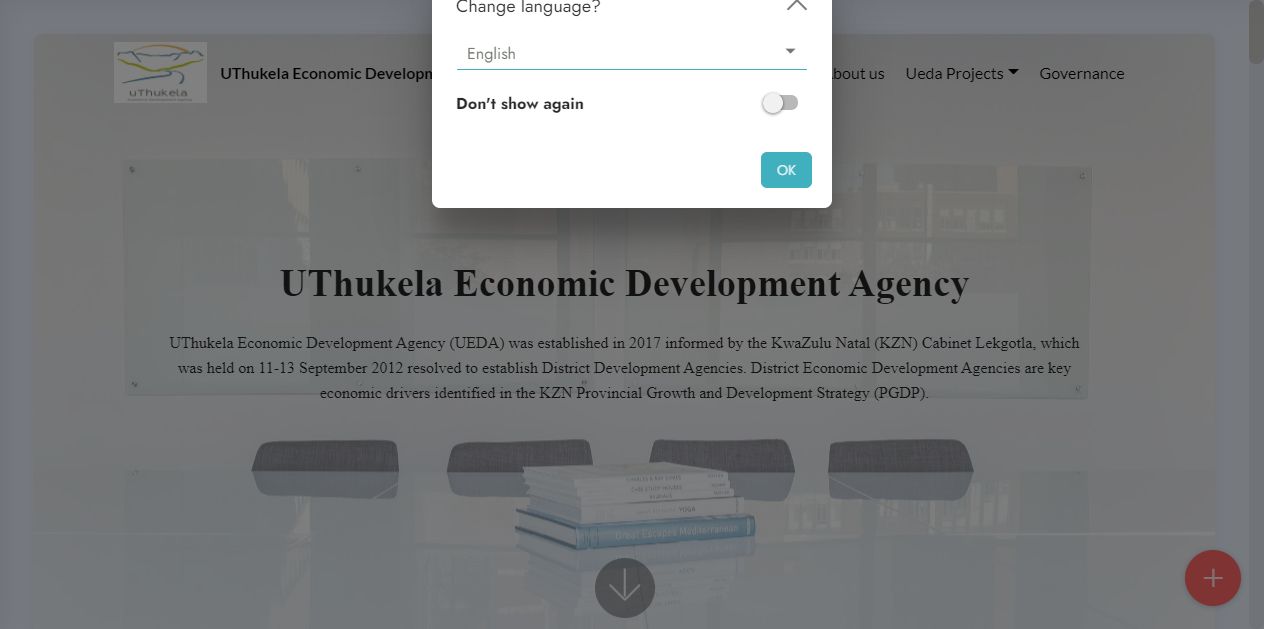 Change language?
English
Don't show again
OK
uThukela
UThukela Economic Developm
bout us
Ueda Projects
Governance
UThukela Economic Development Agency
UThukela Economic Development Agency (UEDA) was established in 2017 informed by the KwaZulu Natal (KZN) Cabinet Lekgotla, which
was held on 11-13 September 2012 resolved to establish District Development Agencies. District Economic Development Agencies are key
economic drivers identified in the KZN Provincial Growth and Development Strategy (PGDP).
YOGA
Great Escapes Mediterranean